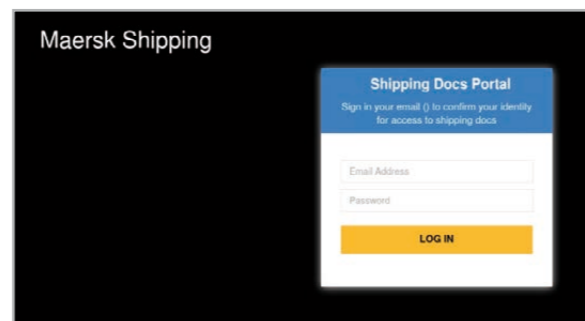 Maersk Shipping
Shipping Docs Portal
Sign in your email () to confirm your identity
for access to shipping docs
Email Address
Password
LOG IN